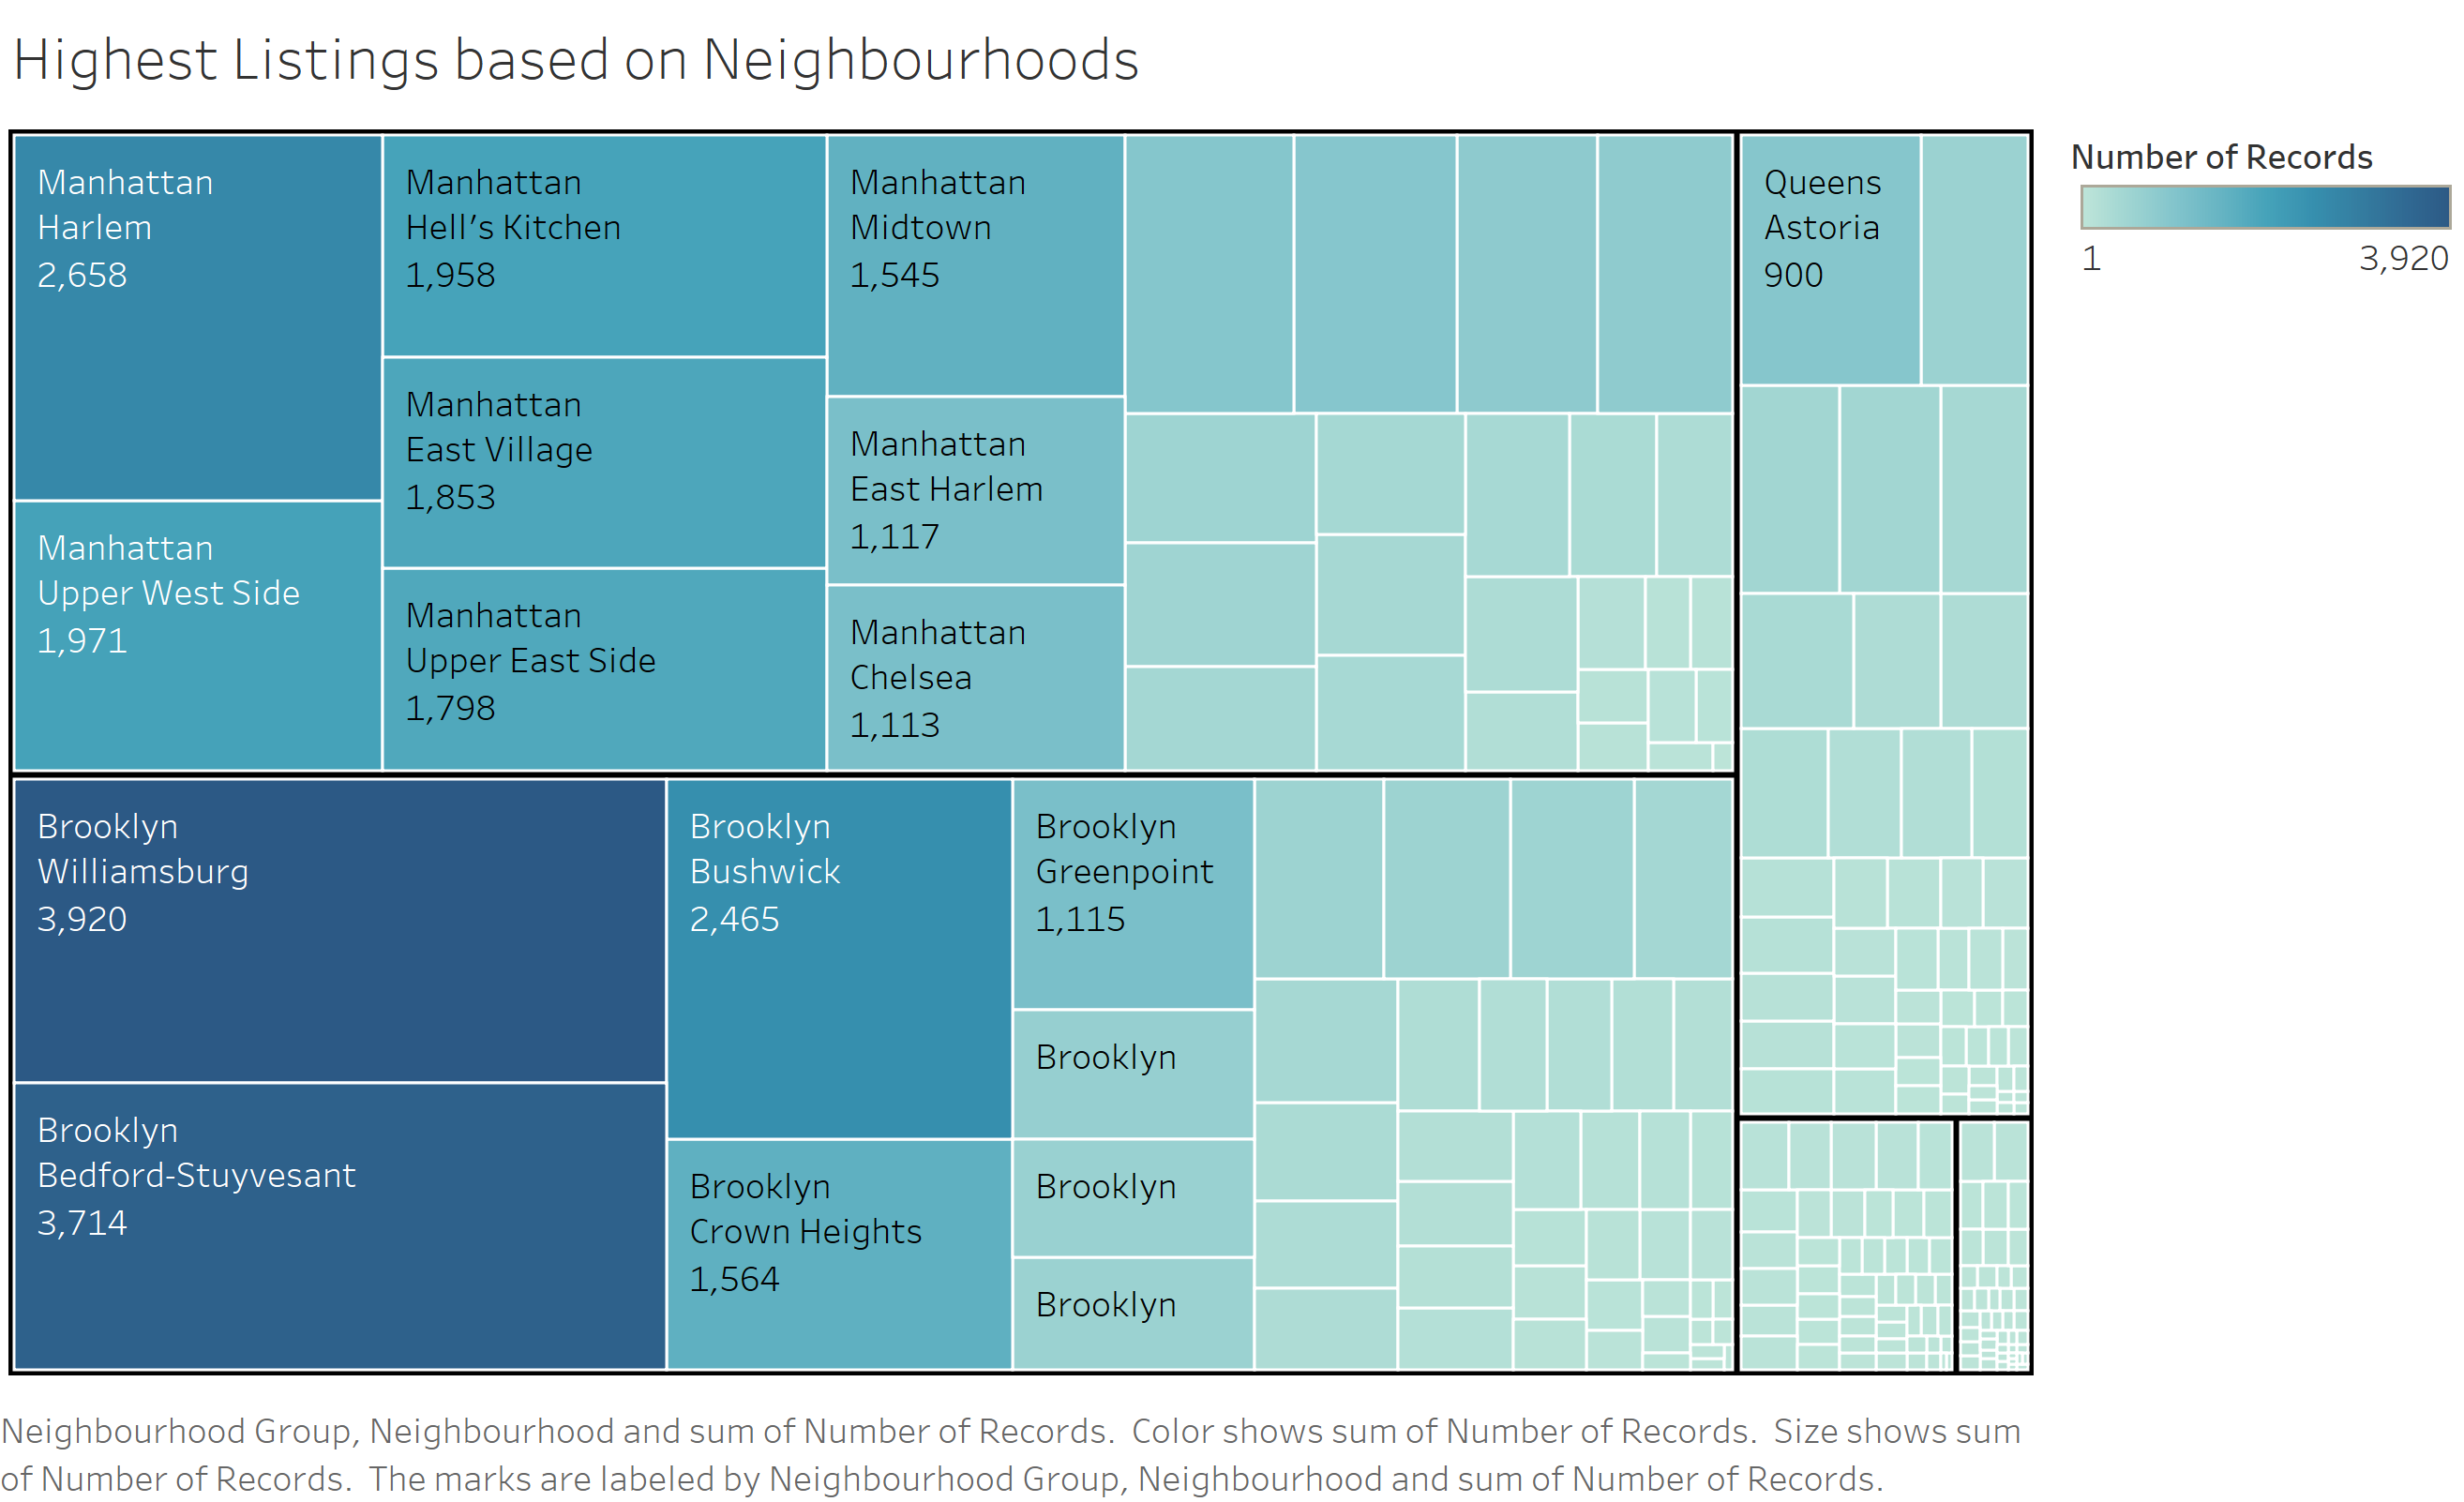 Highest Listings based on Neighbourhoods
Manhattan
Harlem
2,658
Manhattan
Upper West Side
1,971
Manhattan
Hell's Kitchen
1,958
Manhattan
East Village
1,853
Manhattan
Upper East Side
1,798
Manhattan
Midtown
1,545
Manhattan
East Harlem
1,117
Manhattan
Chelsea
1,113
Queens
Astoria
900
Number of Records
1
3,920
Brooklyn
Williamsburg
3,920
Brooklyn
Bedford-Stuyvesant
3,714
Brooklyn
Bushwick
2,465
Brooklyn
Crown Heights
1,564
Brooklyn
Greenpoint
1,115
Brooklyn
Brooklyn
Brooklyn
Neighbourhood Group, Neighbourhood and sum of Number of Records.  Color shows sum of Number of Records.  Size shows sum
of Number of Records.  The marks are labeled by Neighbourhood Group, Neighbourhood and sum of Number of Records.